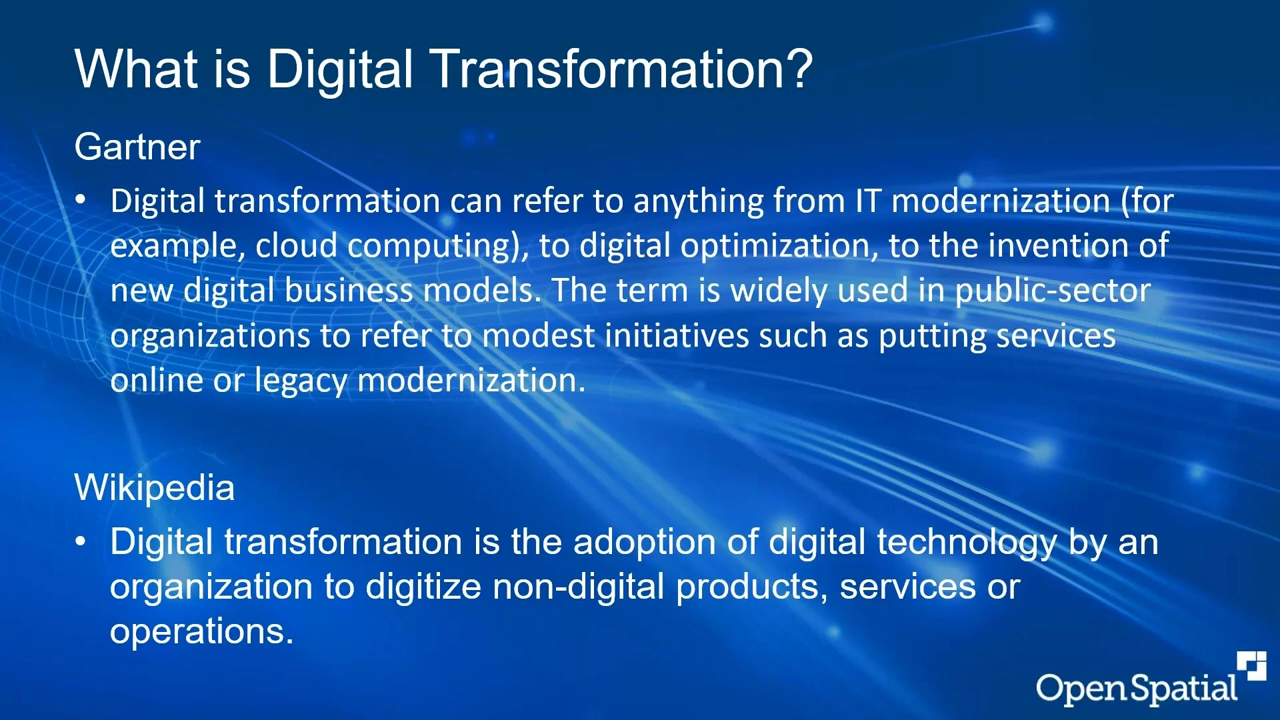 What is Digital Transformation?
Gartner
• Digital transformation can refer to anything from IT modernization (for
example, cloud computing), to digital optimization, to the invention of
new digital business models. The term is widely used in public-sector
organizations to refer to modest initiatives such as putting services
online or legacy modernization.
Wikipedia
• Digital transformation is the adoption of digital technology by an
organization to digitize non-digital products, services or
operations.
Open Spatial